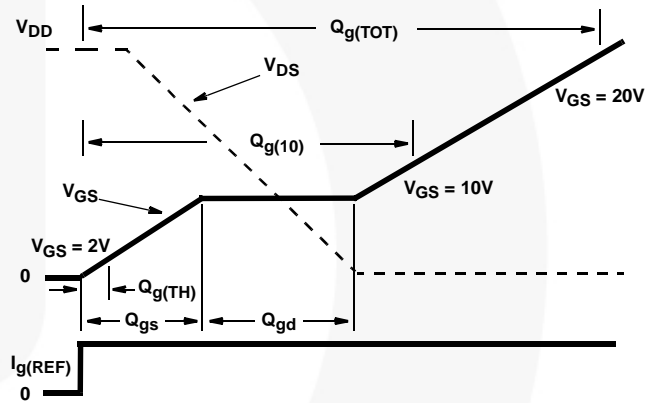 VDD
Qg(TOT)
VDS
VGS = 20V
Qg(10)
VGS
VGS = 10V
VGS = 2V
0
Qg(TH)
Qgs
Qgd
Ig(REF)
0